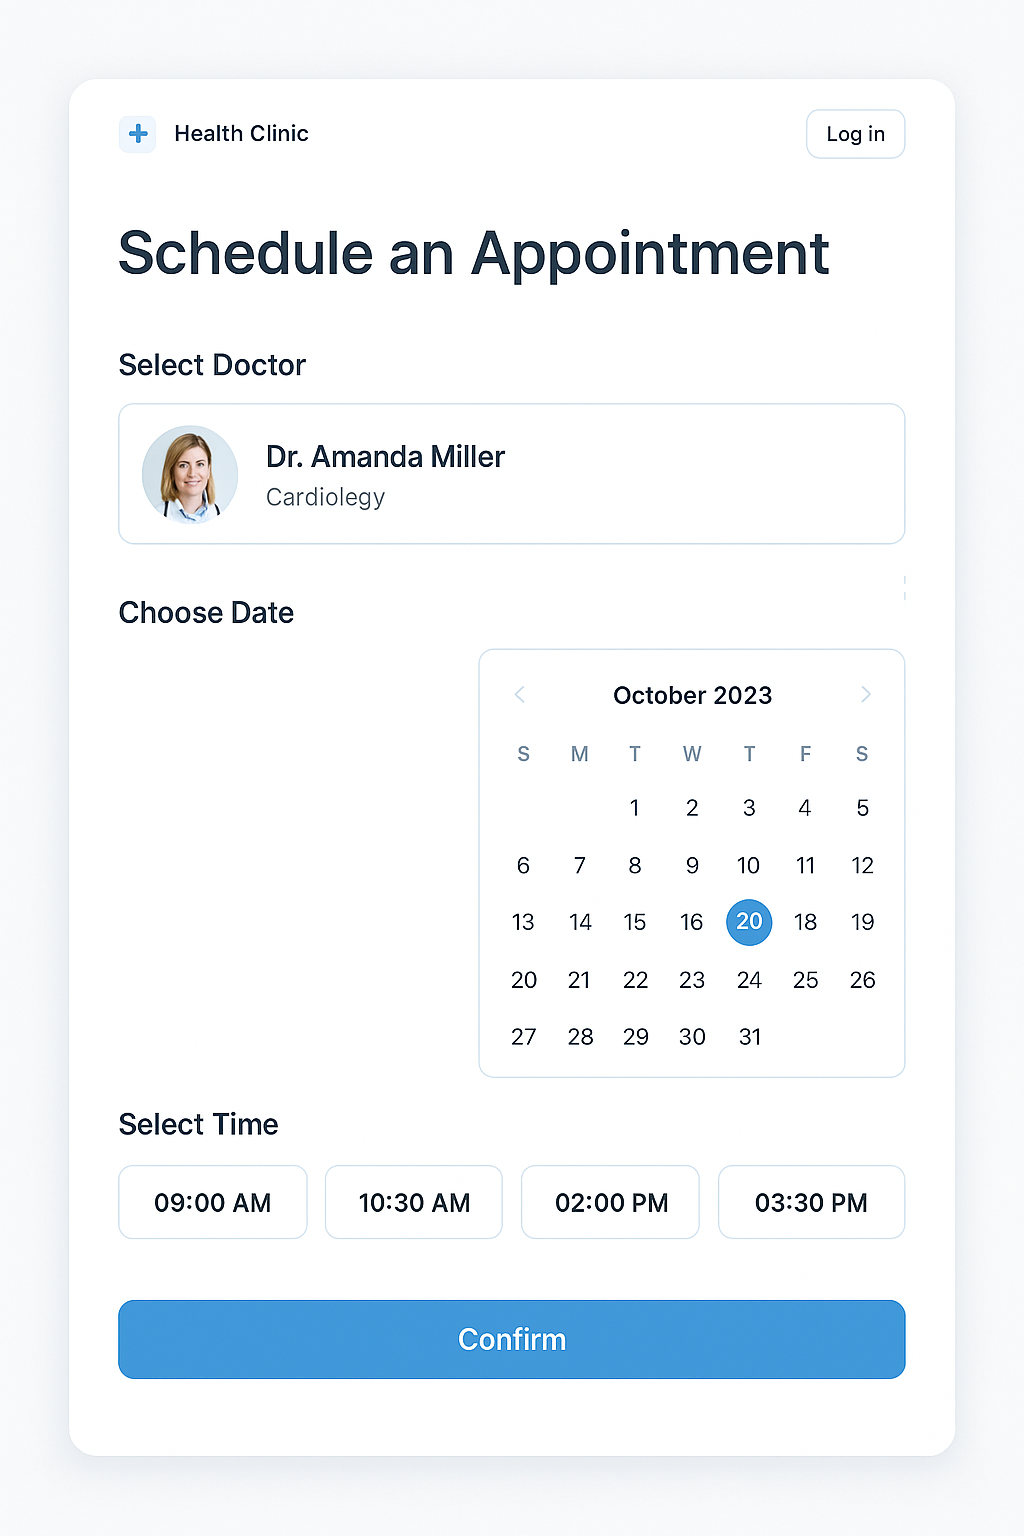 Health Clinic
Log in
Schedule an Appointment
Select Doctor
Dr. Amanda Miller
Cardiolegy
Choose Date
October 2023
S M T W T F S
1 2 3 4 5
6 7 8 9 10 11 12
13 14 15 16 20 18 19
20 21 22 23 24 25 26
27 28 29 30 31
Select Time
09:00 AM 10:30 AM 02:00 PM 03:30 PM
Confirm